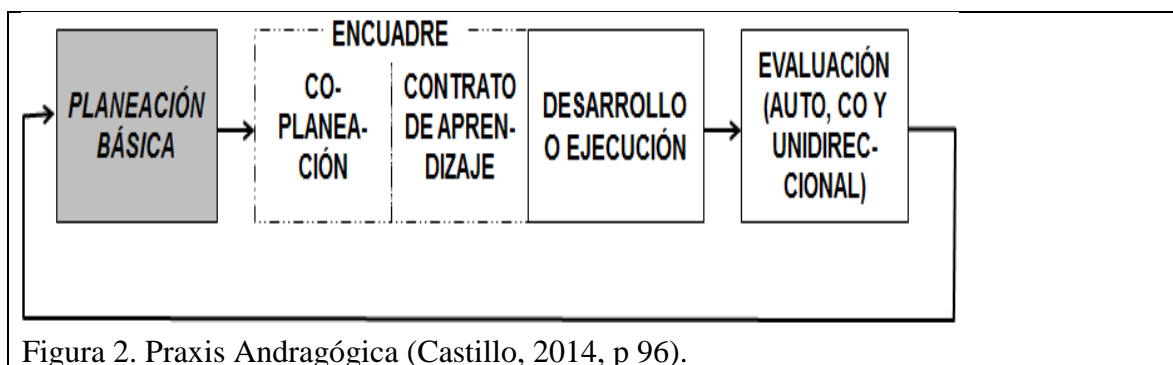 ENCUADRE
PLANEACIÓN
BÁSICA
CO-
PLANEA-
CIÓN
CONTRATO
DE APREN-
DIZAJE
DESARROLLO
O EJECUCIÓN
EVALUACIÓN
(AUTO, CO Y
UNIDIREC-
CIONAL)
Figura 2. Praxis Andragógica (Castillo, 2014, p 96).